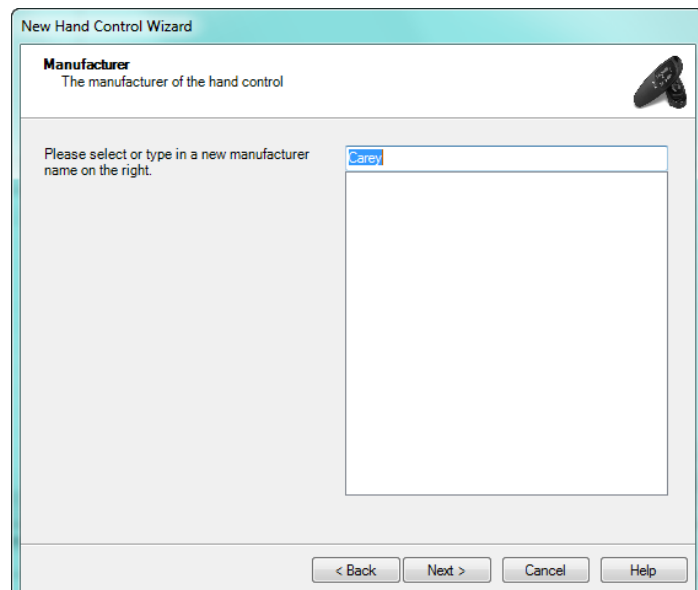 New Hand Control Wizard
Manufacturer
The manufacturer of the hand control
Please select or type in a new manufacturer
name on the right.
Carey
< Back
Next >
Cancel
Help